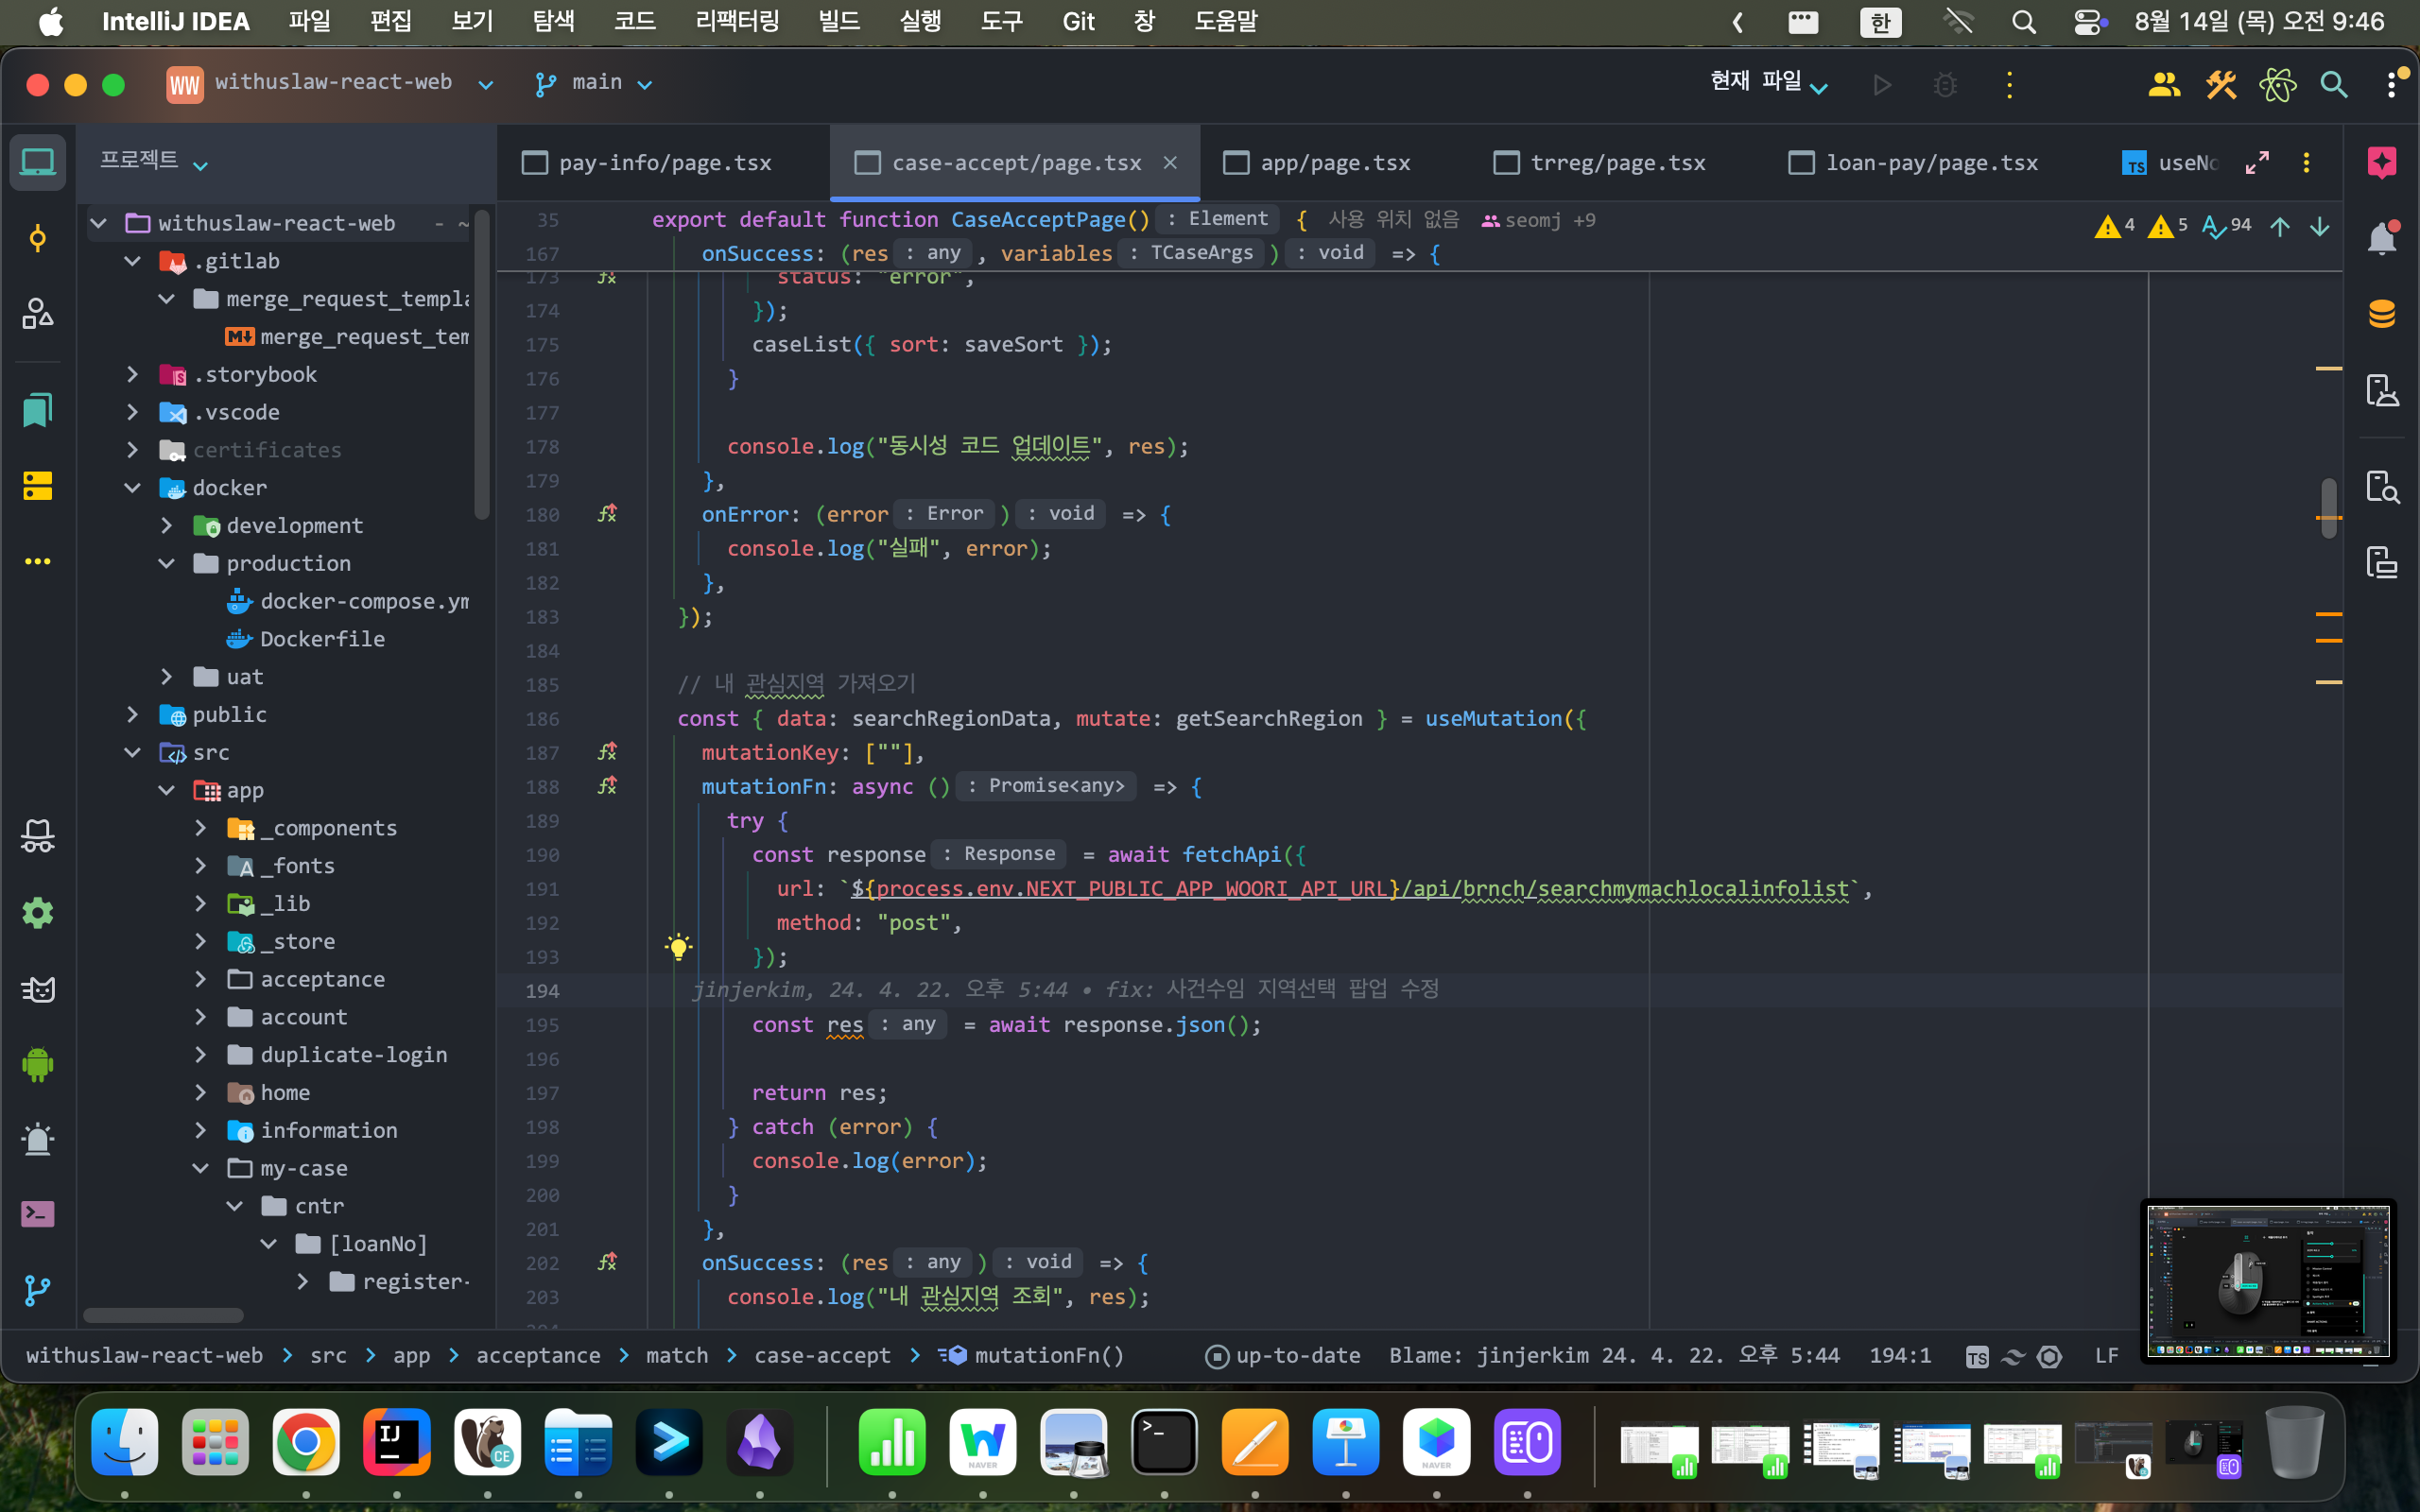 IntelliJ IDEA 파일 편집 보기 탐색 코드 리팩터링 빌드 실행 도구 Git 창 도움말 한 8월 14일 (목) 오전 9:46
WW withuslaw-react-web main 현재 파일
프로젝트
pay-info/page.tsx case-accept/page.tsx app/page.tsx trreg/page.tsx loan-pay/page.tsx TS useNo
withuslaw-react-web - ~
.gitlab
merge_request_templa
merge_request_tem
.storybook
.vscode
certificates
docker
development
production
docker-compose.ym
Dockerfile
uat
public
src
app
_components
_fonts
_lib
_store
acceptance
account
duplicate-login
home
information
my-case
cntr
[loanNo]
register-
35 export default function CaseAcceptPage() : Element { 사용 위치 없음 seomj +9
4 5 94
167 onSuccess: (res : any , variables : TCaseArgs ) : void => {
173 status: "error",
174 });
175 caseList({ sort: saveSort });
176 }
177
178 console.log("동시성 코드 업데이트", res);
179 },
180 onError: (error : Error ) : void => {
181 console.log("실패", error);
182 },
183 });
184
185 // 내 관심지역 가져오기
186 const { data: searchRegionData, mutate: getSearchRegion } = useMutation({
187 mutationKey: [""],
188 mutationFn: async () : Promise<any> => {
189 try {
190 const response : Response = await fetchApi({
191 url: `${process.env.NEXT_PUBLIC_APP_WOORI_API_URL}/api/brnch/searchmymachlocalinfolist`,
192 method: "post",
193 });
194 jinjerkim, 24. 4. 22. 오후 5:44 • fix: 사건수임 지역선택 팝업 수정
195 const res : any = await response.json();
196
197 return res;
198 } catch (error) {
199 console.log(error);
200 }
201 },
202 onSuccess: (res : any ) : void => {
203 console.log("내 관심지역 조회", res);
withuslaw-react-web > src > app > acceptance > match > case-accept > mutationFn() up-to-date Blame: jinjerkim 24. 4. 22. 오후 5:44 194:1 TS LF
IJ CE NAVER NAVER